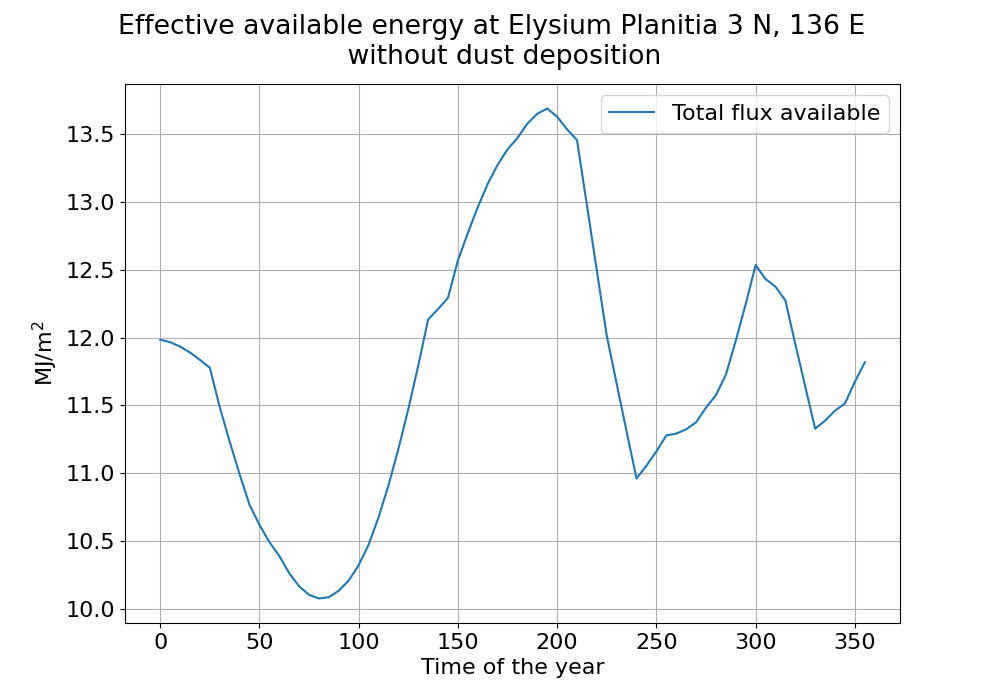 Effective available energy at Elysium Planitia 3 N, 136 E
without dust deposition
Total flux available
MJ/m²
13.5
13.0
12.5
12.0
11.5
11.0
10.5
10.0
0 50 100 150 200 250 300 350
Time of the year